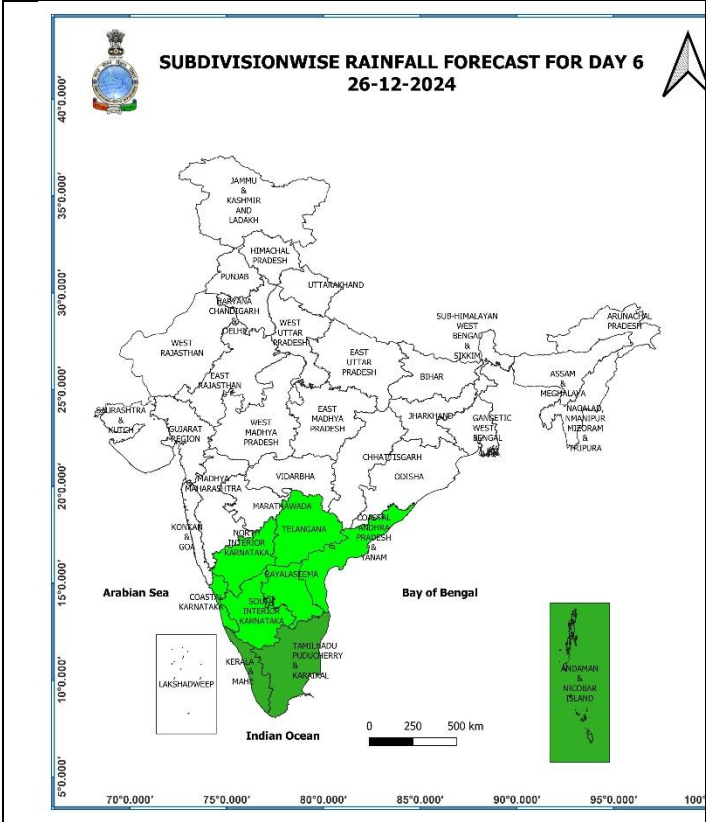 SUBDIVISIONWISE RAINFALL FORECAST FOR DAY 6
26-12-2024
40°0.000'
35°0.000'
30°0.000'
25°0.000'
20°0.000'
15°0.000'
10°0.000'
5°0.000'
JAMMU
&
KASHMIR
AND
LADAKH
HIMACHAL
PRADESH
PUNJAB
UTTARAKHAND
HARYANA
CHANDIGARH
&
DELHI
WEST
UTTAR
PRADESH
WEST
RAJASTHAN
EAST
RAJASTHAN
EAST
UTTAR
PRADESH
BIHAR
SUB-HIMALAYAN
WEST
BENGAL
&
SIKKIM
ARUNACHAL
PRADESH
ASSAM
&
MEGHALAYA
NAGALAD
NMANIPUR
MIZORAM
&
TRIPURA
SAURASHTRA
&
KUTCH
GUJARAT
REGION
WEST
MADHYA
PRADESH
EAST
MADHYA
PRADESH
JHARKHAND
GANGETIC
WEST
BENGAL
CHHATTISGARH
ODISHA
MADHYA
MAHARASHTRA
VIDARBHA
MARATHAWADA
KONKAN
&
GOA
NORTH
INTERIOR
KARNATAKA
TELANGANA
COASTAL
ANDHRA
PRADESH
&
YANAM
RAYALASEEMA
Arabian Sea
Bay of Bengal
COASTAL
KARNATAKA
SOUTH
INTERIOR
KARNATAKA
TAMILNADU
PUDUCHERRY
&
KARAIKAL
KERALA
&
MAHE
LAKSHADWEEP
ANDAMAN
&
NICOBAR
ISLAND
Indian Ocean
0 250 500 km
70°0.000' 75°0.000' 80°0.000' 85°0.000' 90°0.000' 95°0.000' 100°